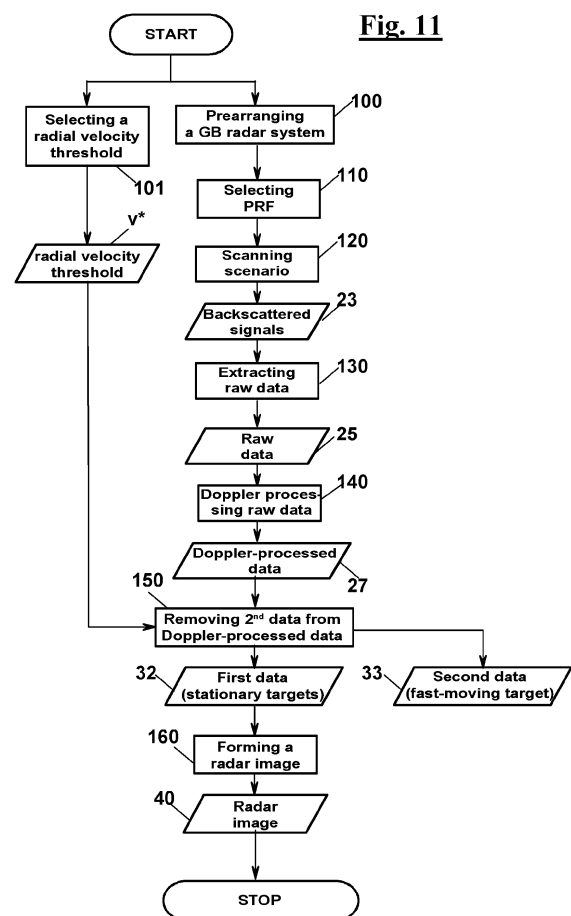 START
Fig. 11
Selecting a
radial velocity
threshold
101
Prearranging
a GB radar system
100
Selecting
PRF
110
v*
radial velocity
threshold
Scanning
scenario
120
Backscattered
signals
23
Extracting
raw data
130
Raw
data
25
Doppler proces-
sing raw data
140
Doppler-processed
data
27
150
Removing 2nd data from
Doppler-processed data
32
First data
(stationary targets)
33
Second data
(fast-moving target)
160
Forming a
radar image
40
Radar
image
STOP